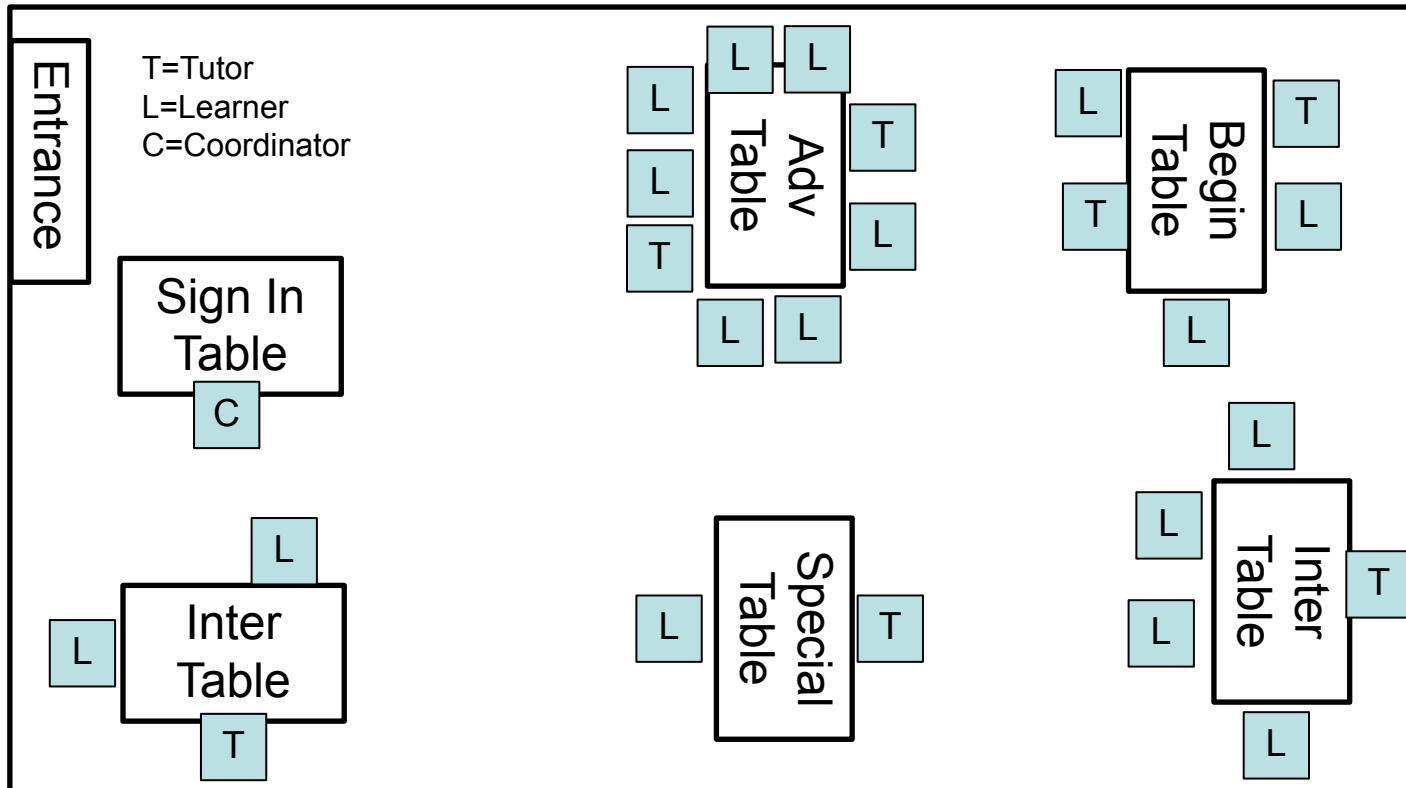 Entrance
T=Tutor
L=Learner
C=Coordinator
Sign In
Table
C
L
L
L
L
T
T
L
L
L
Adv
Table
L
T
T
L
L
Begin
Table
L
L
T
Inter
Table
L
T
Special
Table
L
L
L
T
L
Inter
Table